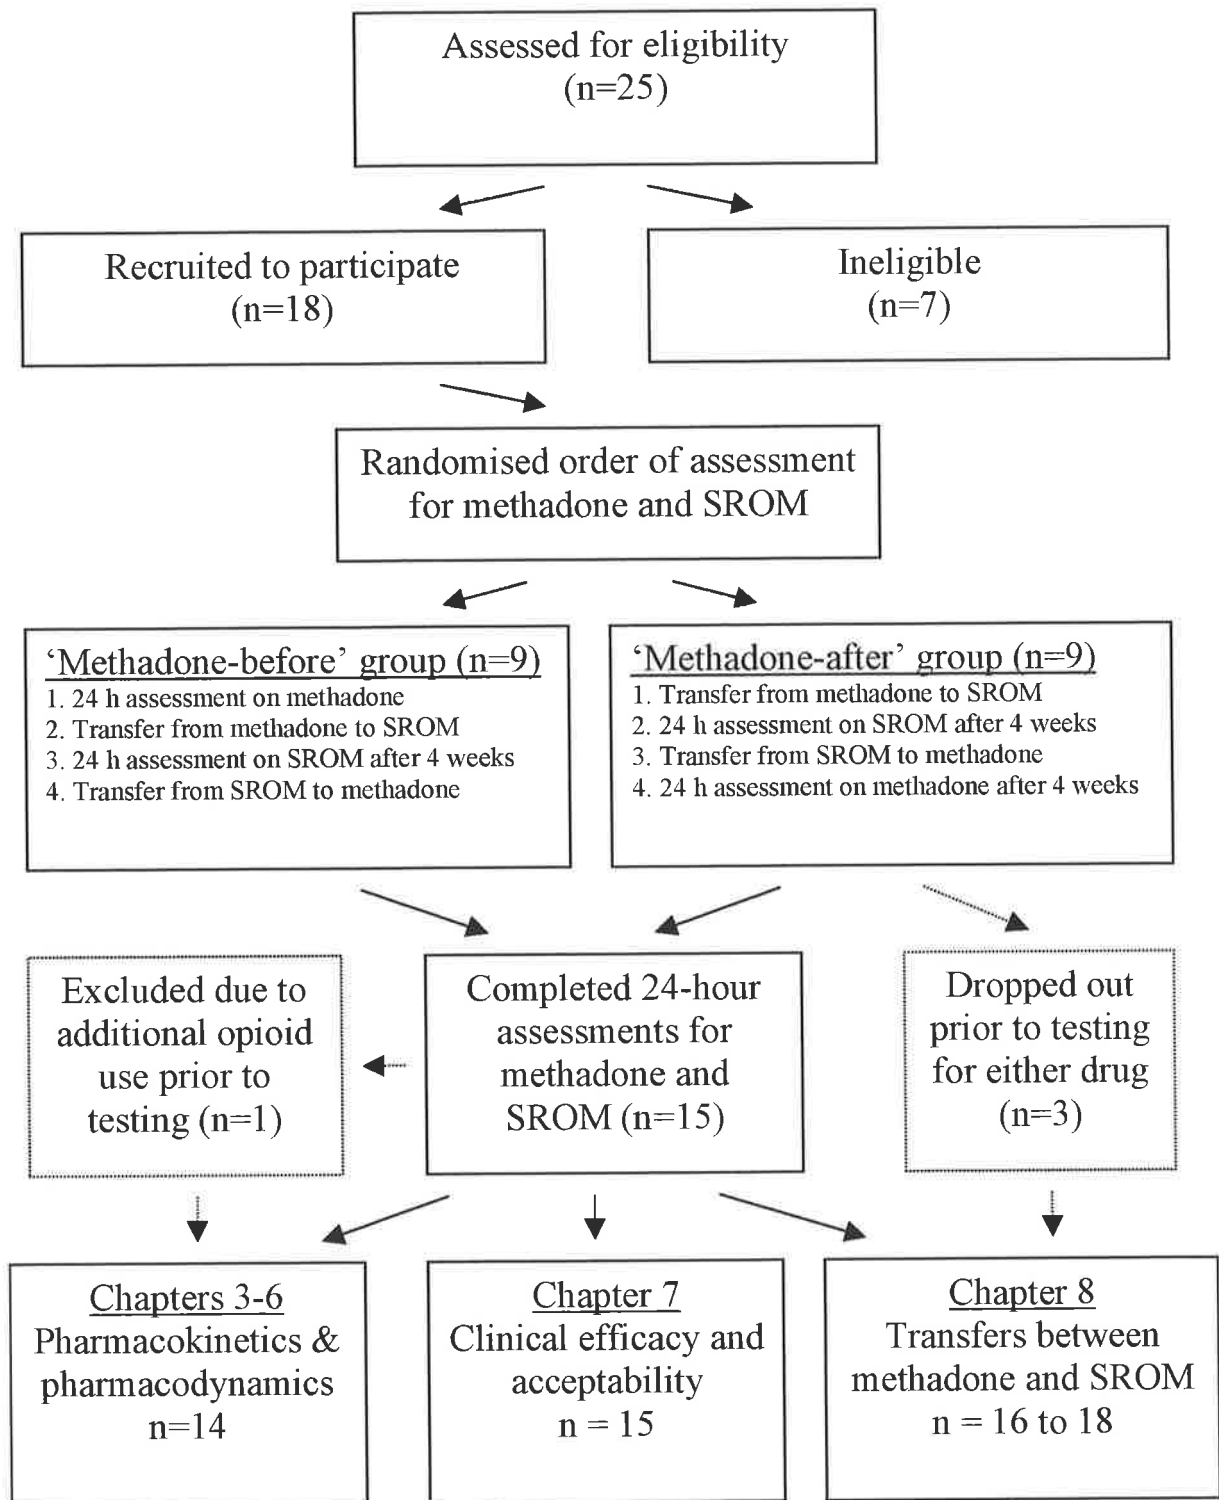 Assessed for eligibility
(n=25)
Recruited to participate
(n=18)
Ineligible
(n=7)
Randomised order of assessment
for methadone and SROM
‘Methadone-before’ group (n=9)
1. 24 h assessment on methadone
2. Transfer from methadone to SROM
3. 24 h assessment on SROM after 4 weeks
4. Transfer from SROM to methadone
‘Methadone-after’ group (n=9)
1. Transfer from methadone to SROM
2. 24 h assessment on SROM after 4 weeks
3. Transfer from SROM to methadone
4. 24 h assessment on methadone after 4 weeks
Excluded due to
additional opioid
use prior to
testing (n=1)
Completed 24-hour
assessments for
methadone and
SROM (n=15)
Dropped out
prior to testing
for either drug
(n=3)
Chapters 3-6
Pharmacokinetics &
pharmacodynamics
n=14
Chapter 7
Clinical efficacy and
acceptability
n = 15
Chapter 8
Transfers between
methadone and SROM
n = 16 to 18